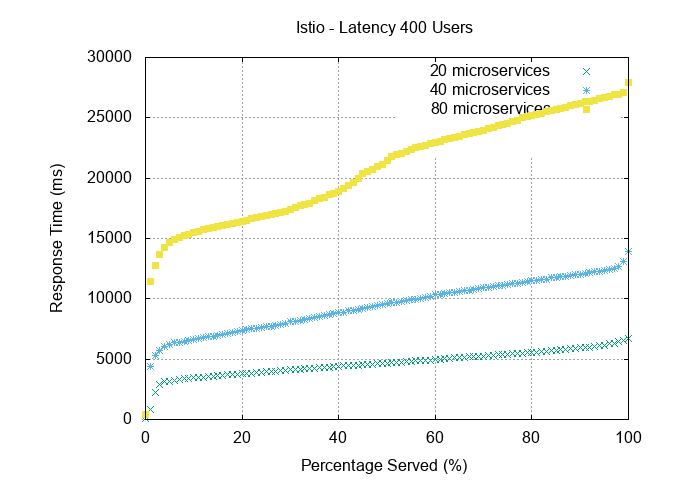 Istio - Latency 400 Users
30000
25000
20000
15000
10000
5000
0
Response Time (ms)
20 microservices
40 microservices
80 microservices
0 20 40 60 80 100
Percentage Served (%)